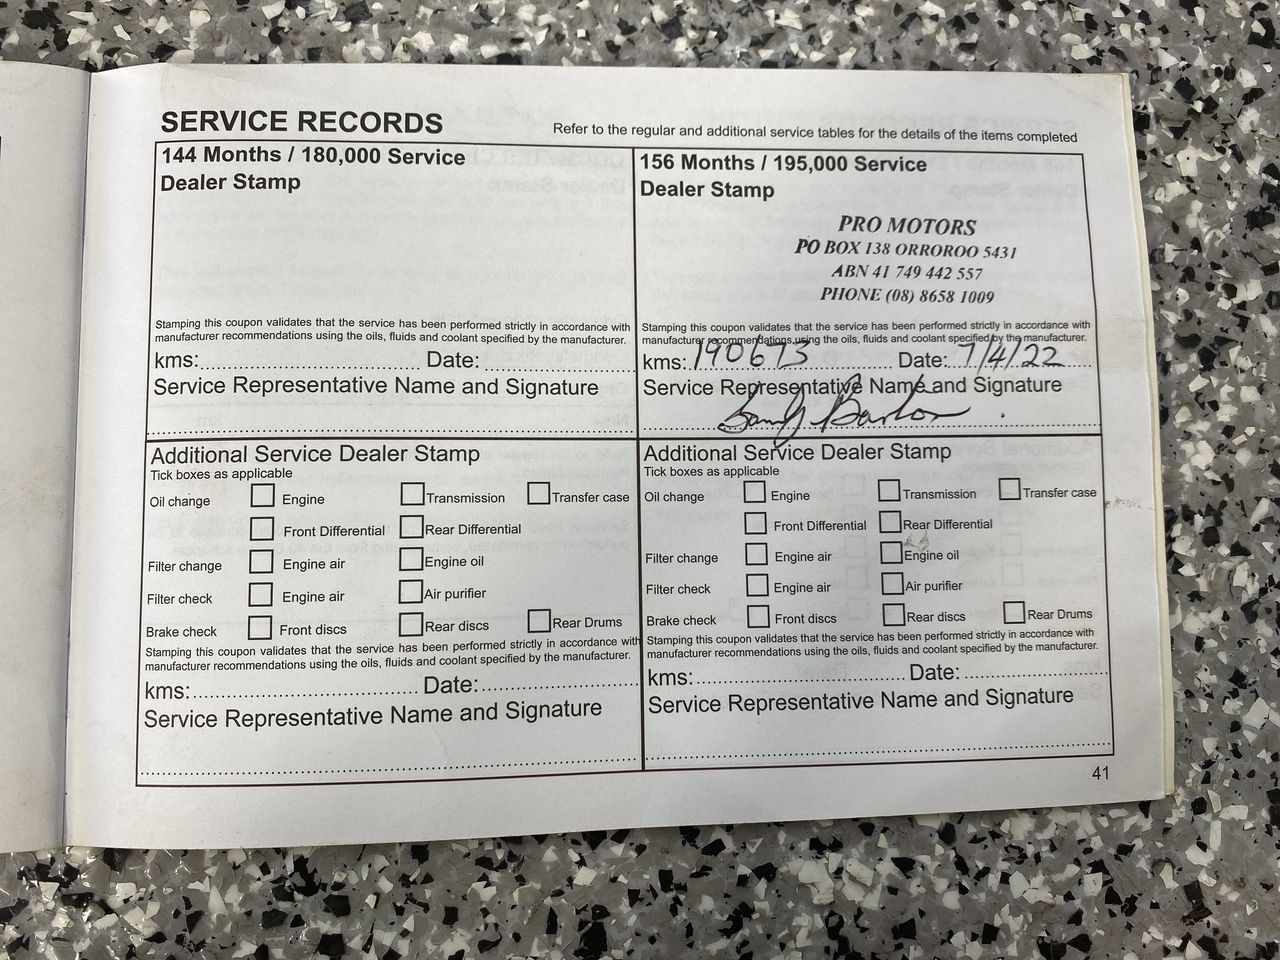 SERVICE RECORDS
Refer to the regular and additional service tables for the details of the items completed
144 Months / 180,000 Service
Dealer Stamp
Stamping this coupon validates that the service has been performed strictly in accordance with
manufacturer recommendations using the oils, fluids and coolant specified by the manufacturer.
kms: Date:
Service Representative Name and Signature
156 Months / 195,000 Service
Dealer Stamp
PRO MOTORS
PO BOX 138 ORROROO 5431
ABN 41 749 442 557
PHONE (08) 8658 1009
Stamping this coupon validates that the service has been performed strictly in accordance with
manufacturer recommendations using the oils, fluids and coolant specified by the manufacturer.
kms: 190673 Date: 7/4/22
Service Representative Name and Signature
Additional Service Dealer Stamp
Tick boxes as applicable
Oil change Engine Transmission Transfer case
Front Differential Rear Differential
Filter change Engine air Engine oil
Filter check Engine air Air purifier
Brake check Front discs Rear discs Rear Drums
Stamping this coupon validates that the service has been performed strictly in accordance with
manufacturer recommendations using the oils, fluids and coolant specified by the manufacturer.
kms: Date:
Service Representative Name and Signature
Additional Service Dealer Stamp
Tick boxes as applicable
Oil change Engine Transmission Transfer case
Front Differential Rear Differential
Filter change Engine air Engine oil
Filter check Engine air Air purifier
Brake check Front discs Rear discs Rear Drums
Stamping this coupon validates that the service has been performed strictly in accordance with
manufacturer recommendations using the oils, fluids and coolant specified by the manufacturer.
kms: Date:
Service Representative Name and Signature
41